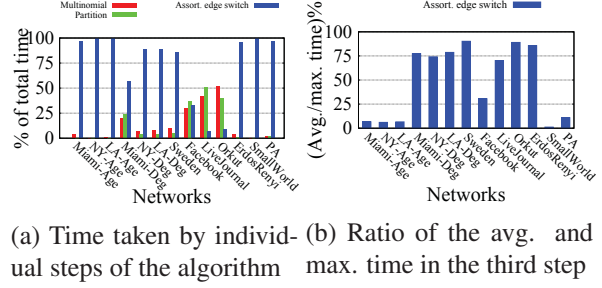 Multinomial
Partition
Assort. edge switch
% of total time
100
75
50
25
0
Miami-Age
NY-Age
LA-Age
Miami-Deg
NY-Deg
LA-Deg
Sweden
Facebook
LiveJournal
Orkut
ErdosRenyi
SmallWorld
PA
Networks
(a) Time taken by individ-
ual steps of the algorithm
Assort. edge switch
(Avg./max. time)%
100
75
50
25
0
Miami-Age
NY-Age
LA-Age
Miami-Deg
NY-Deg
LA-Deg
Sweden
Facebook
LiveJournal
Orkut
ErdosRenyi
SmallWorld
PA
Networks
(b) Ratio of the avg. and
max. time in the third step